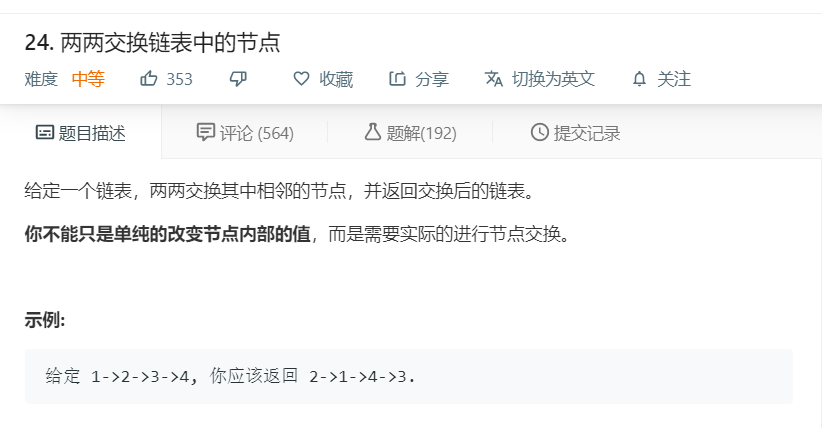 24. 两两交换链表中的节点
难度 中等 353 收藏 分享 切换为英文 关注
题目描述 评论 (564) 题解(192) 提交记录
给定一个链表，两两交换其中相邻的节点，并返回交换后的链表。
你不能只是单纯的改变节点内部的值，而是需要实际的进行节点交换。
示例:
给定 1->2->3->4, 你应该返回 2->1->4->3.